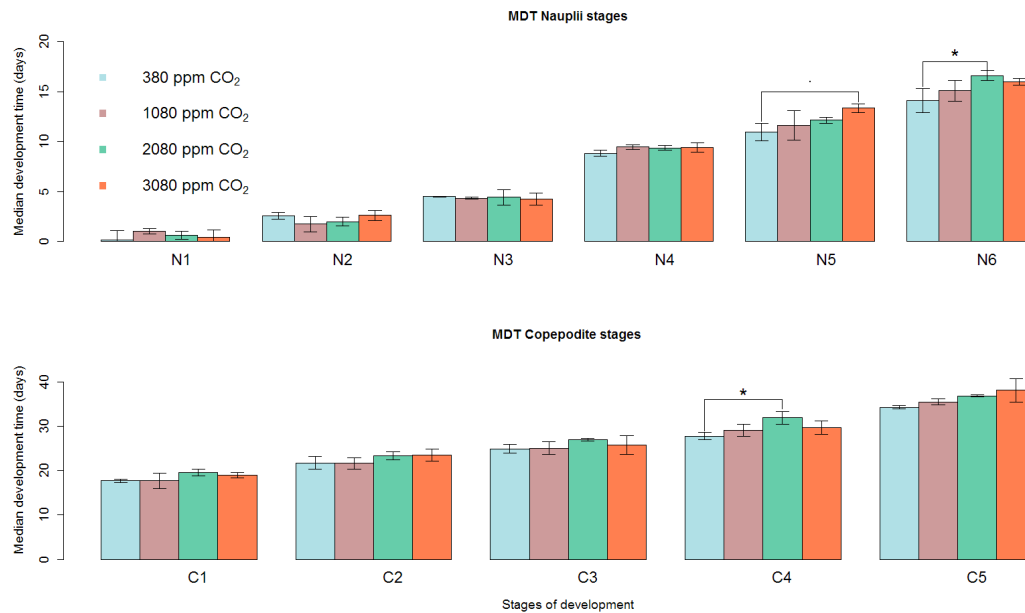 MDT Nauplii stages
Median development time (days)
20
15
10
5
0
380 ppm CO₂
1080 ppm CO₂
2080 ppm CO₂
3080 ppm CO₂
.
*
N1 N2 N3 N4 N5 N6
MDT Copepodite stages
Median development time (days)
40
30
20
10
0
*
C1 C2 C3 C4 C5
Stages of development